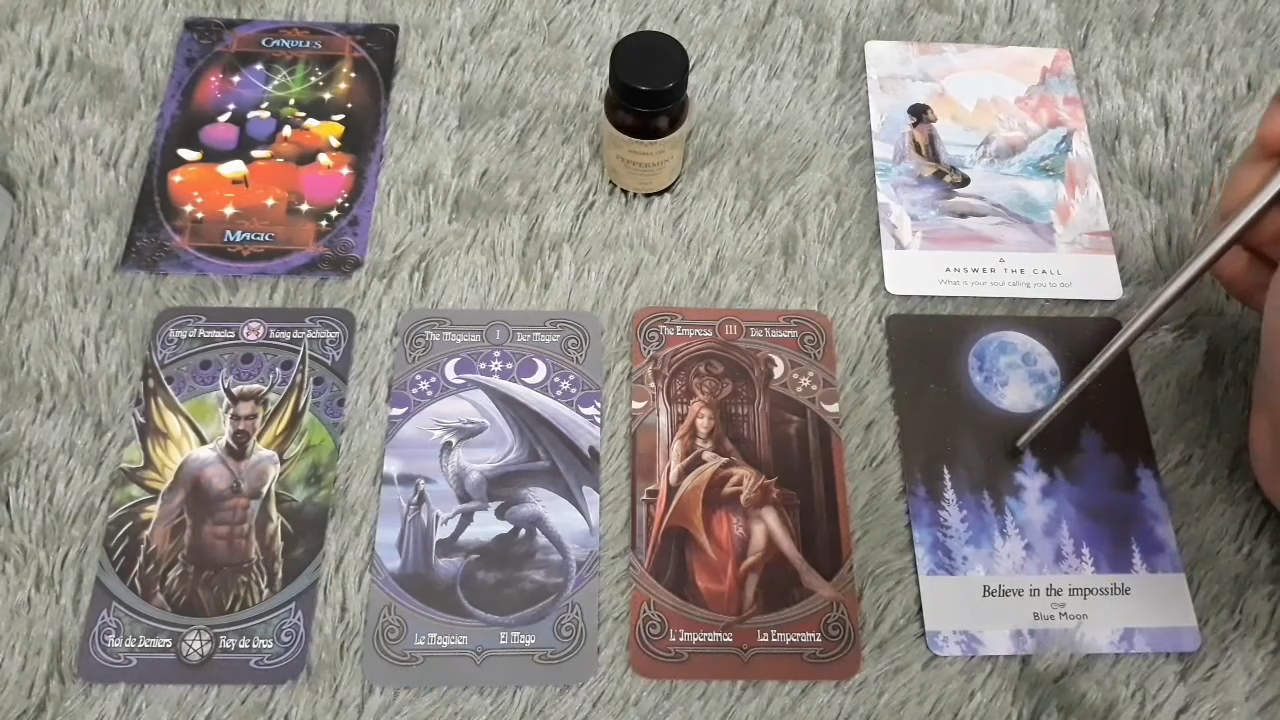 CANDLES
MAGIC
PEPPERMINT
ANSWER THE CALL
What is your soul calling you to do?
King of Pentacles König der Scheiben
Roi de Deniers Rey de Oros
The Magician I Der Magier
Le Magicien El Mago
The Empress III Die Kaiserin
L'Impératrice La Emperatriz
Believe in the impossible
Blue Moon